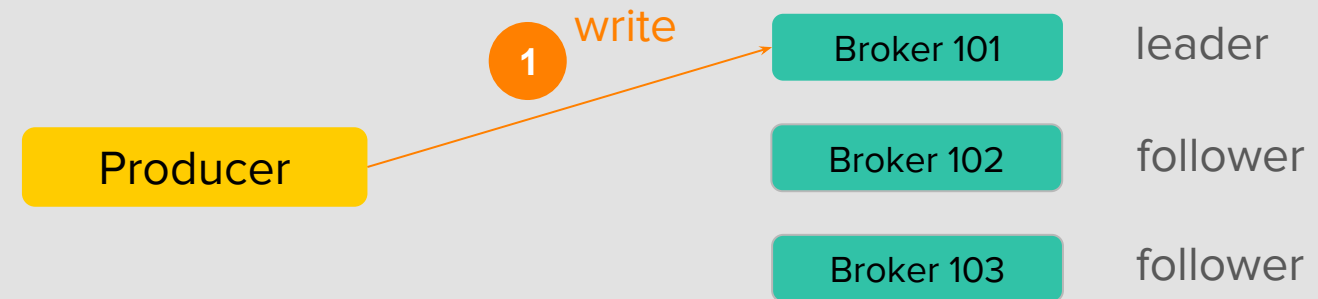 write
1
Broker 101
leader
Producer
Broker 102
follower
Broker 103
follower